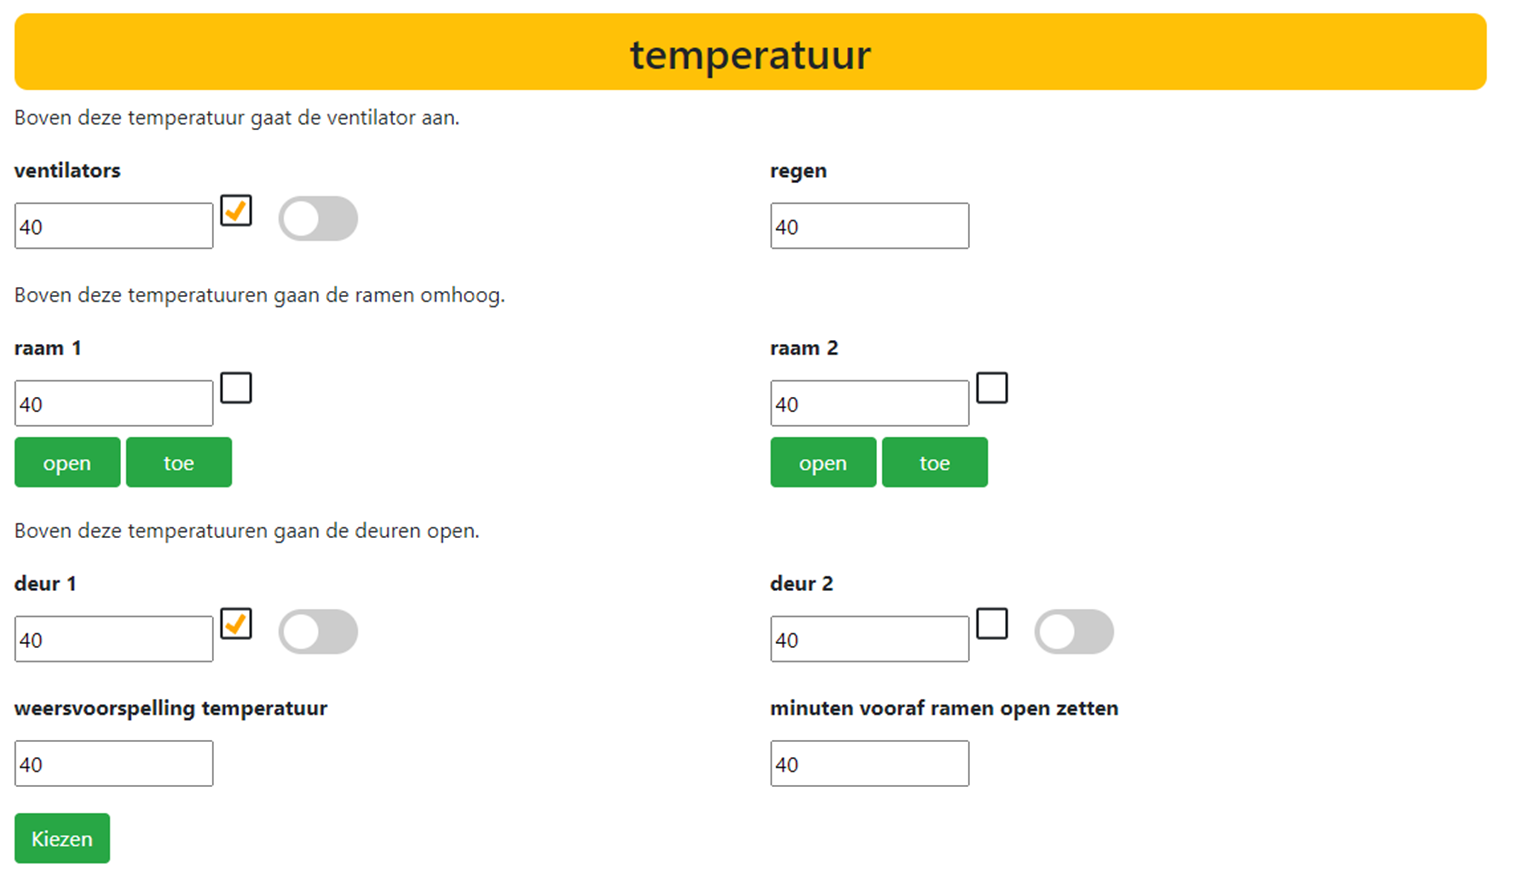 temperatuur
Boven deze temperatuur gaat de ventilator aan.
ventilators
regen
40
40
Boven deze temperatuuren gaan de ramen omhoog.
raam 1
raam 2
40
40
open toe
open toe
Boven deze temperatuuren gaan de deuren open.
deur 1
deur 2
40
40
weersvoorspelling temperatuur
minuten vooraf ramen open zetten
40
40
Kiezen